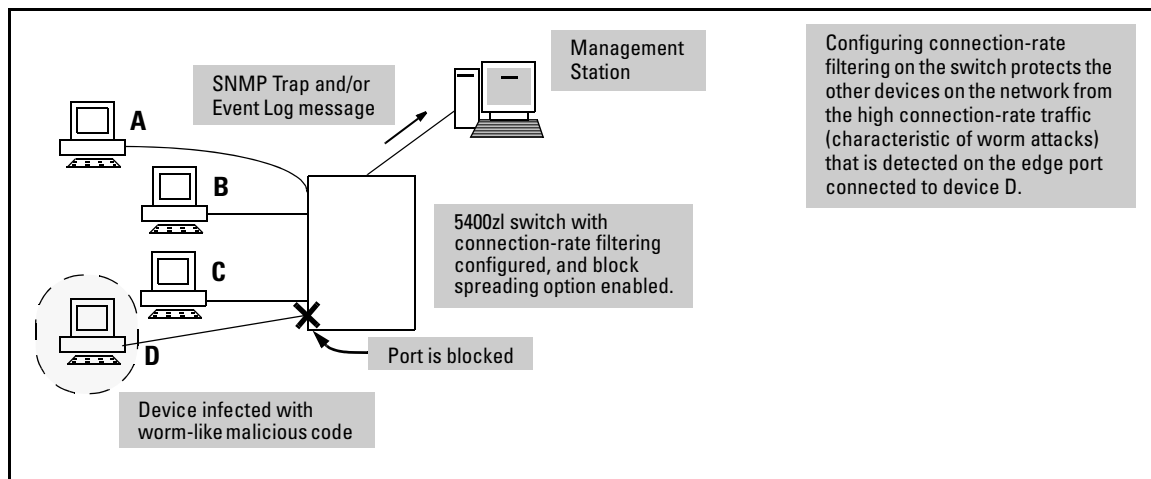 SNMP Trap and/or
Event Log message
Management
Station
Configuring connection-rate
filtering on the switch protects the
other devices on the network from
the high connection-rate traffic
(characteristic of worm attacks)
that is detected on the edge port
connected to device D.
A
B
C
D
5400zl switch with
connection-rate filtering
configured, and block
spreading option enabled.
Port is blocked
Device infected with
worm-like malicious code